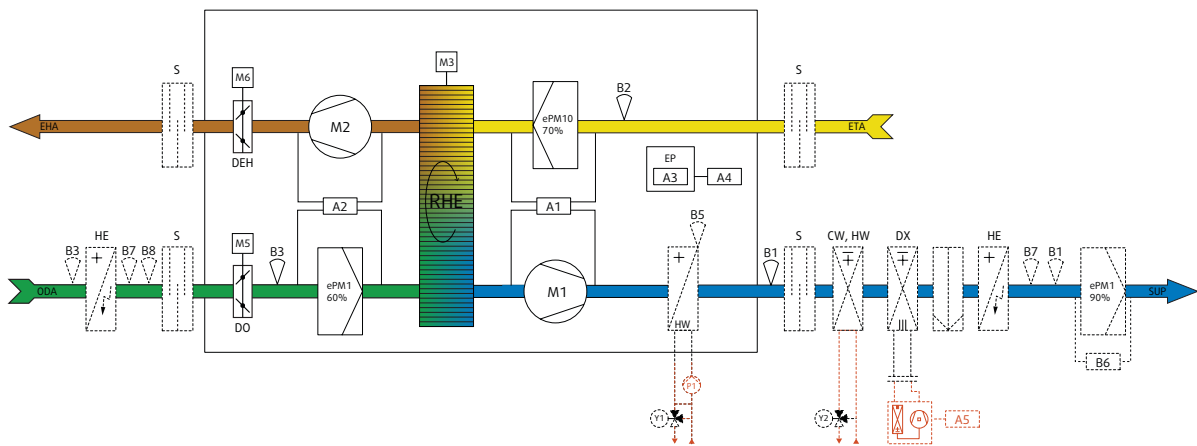 S
M6
M3
S
B2
EHA
M2
ePM10
70%
ETA
DEH
EP
A3
A4
RHE
A2
A1
B3
HE
B7
B8
S
M5
B3
B5
B1
S
CW, HW
DX
HE
B7
B1
ODA
ePM1
60%
M1
ePM1
90%
SUP
DO
HW
B6
P1
Y1
Y2
A5